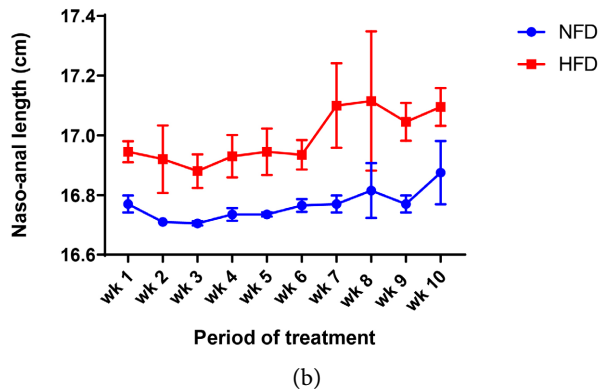 17.4
17.2
17.0
16.8
16.6
Naso-anal length (cm)
wk 1
wk 2
wk 3
wk 4
wk 5
wk 6
wk 7
wk 8
wk 9
wk 10
Period of treatment
NFD
HFD
(b)